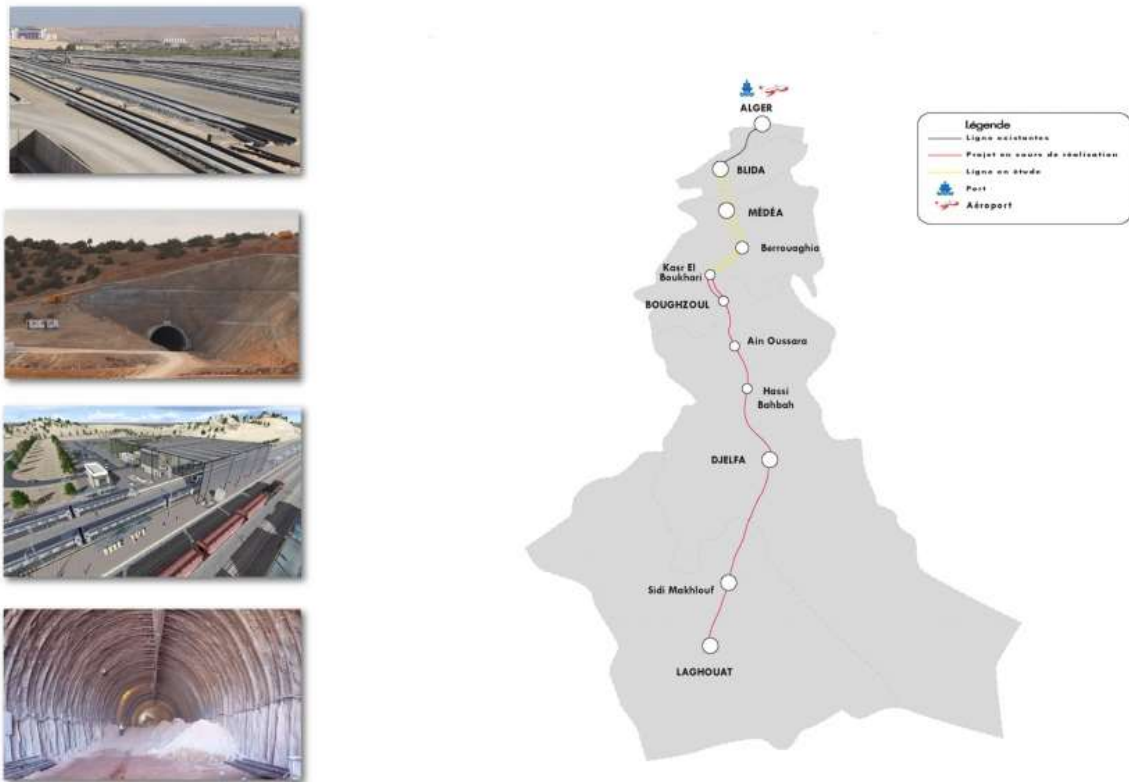 ALGER
BLIDA
MÉDÉA
Berrouaghia
Kasr El
Boukhari
BOUGHZOUL
Ain Oussara
Hassi
Bahbah
DJELFA
Sidi Makhlouf
LAGHOUAT
Légende
Ligne existantes
Projet en cours de réalisation
Ligne en étude
Port
Aéroport